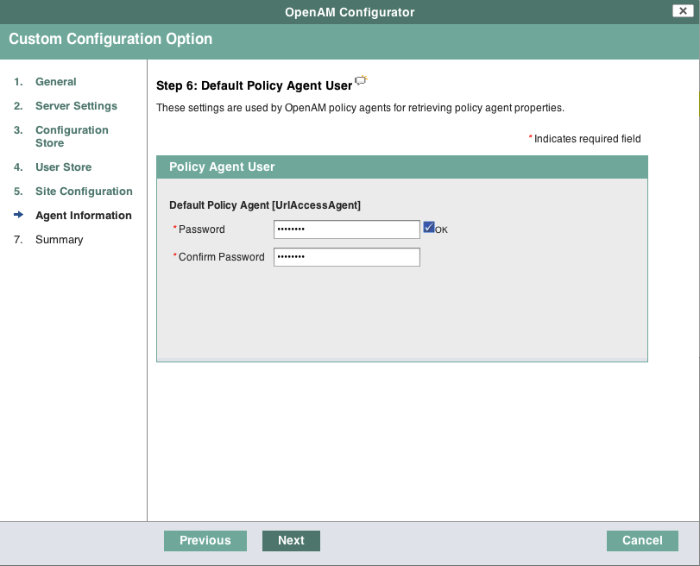 OpenAM Configurator
Custom Configuration Option
1. General
2. Server Settings
3. Configuration
Store
4. User Store
5. Site Configuration
Agent Information
7. Summary
Step 6: Default Policy Agent User
These settings are used by OpenAM policy agents for retrieving policy agent properties.
* Indicates required field
Policy Agent User
Default Policy Agent [UrlAccessAgent]
* Password •••••••• OK
* Confirm Password ••••••••
Previous Next Cancel